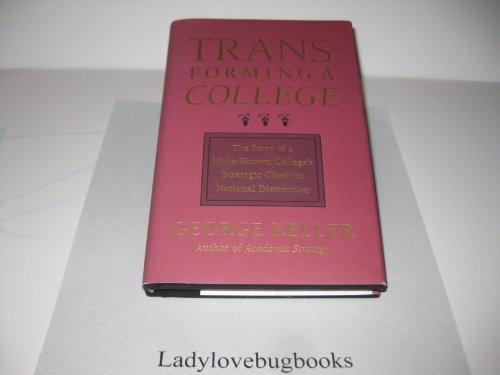 TRANS-
FORMING A
COLLEGE
The Story of a
Little-Known College's
Strategic Climb to
National Distinction
GEORGE KELLER
Author of Academic Strategy
Ladylovebugbooks